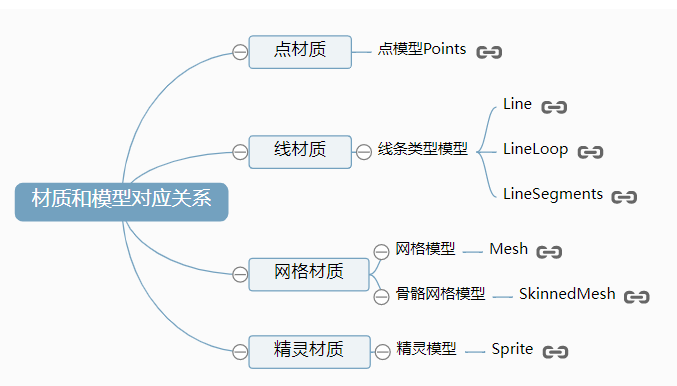 材质和模型对应关系
点材质
点模型Points
线材质
线条类型模型
Line
LineLoop
LineSegments
网格材质
网格模型
Mesh
骨骼网格模型
SkinnedMesh
精灵材质
精灵模型
Sprite